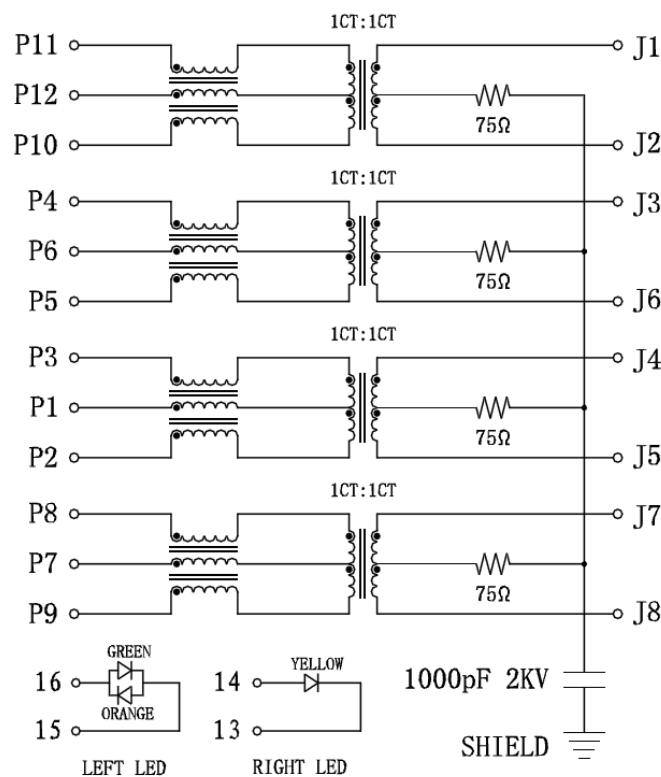 1CT:1CT
P11 J1
P12
75Ω
P10 J2
1CT:1CT
P4 J3
P6
75Ω
P5 J6
1CT:1CT
P3 J4
P1
75Ω
P2 J5
1CT:1CT
P8 J7
P7
75Ω
P9 J8
GREEN
16
ORANGE
15
LEFT LED
YELLOW
14
13
RIGHT LED
1000pF 2KV
SHIELD